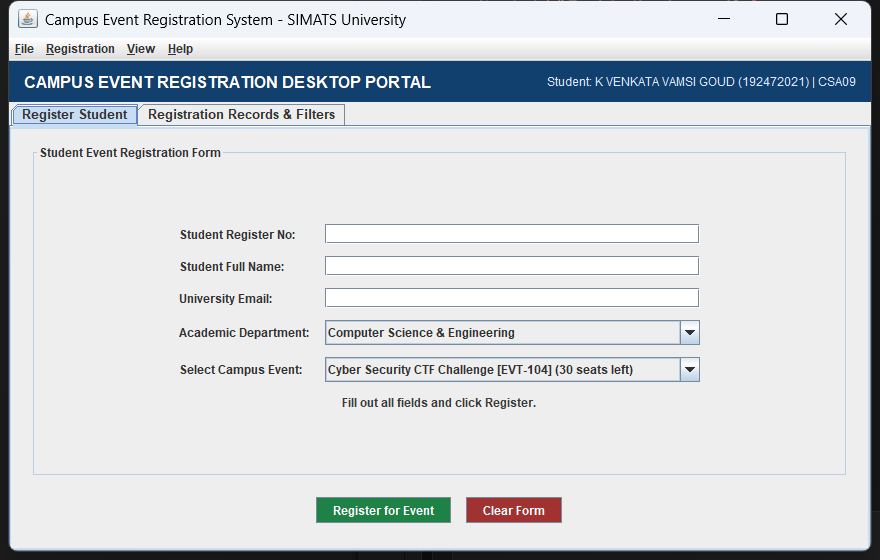 Campus Event Registration System - SIMATS University
File Registration View Help
CAMPUS EVENT REGISTRATION DESKTOP PORTAL
Student: K VENKATA VAMSI GOUD (192472021) | CSA09
Register Student
Registration Records & Filters
Student Event Registration Form
Student Register No:
Student Full Name:
University Email:
Academic Department: Computer Science & Engineering
Select Campus Event: Cyber Security CTF Challenge [EVT-104] (30 seats left)
Fill out all fields and click Register.
Register for Event
Clear Form